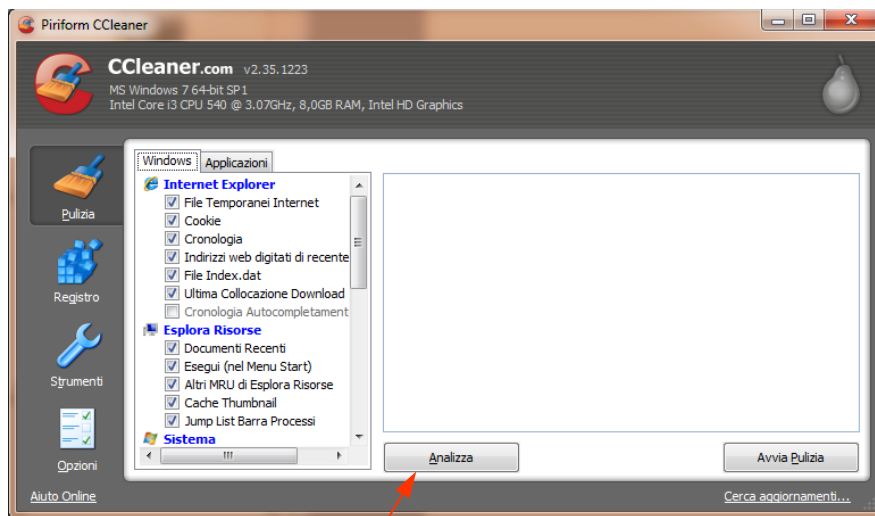 Piriform CCleaner
CCleaner.com v2.35.1223
MS Windows 7 64-bit SP1
Intel Core i3 CPU 540 @ 3.07GHz, 8,0GB RAM, Intel HD Graphics
Pulizia
Registro
Strumenti
Opzioni
Windows Applicazioni
Internet Explorer
File Temporanei Internet
Cookie
Cronologia
Indirizzi web digitati di recente
File Index.dat
Ultima Collocazione Download
Cronologia Autocompletament
Esplora Risorse
Documenti Recenti
Esegui (nel Menu Start)
Altri MRU di Esplora Risorse
Cache Thumbnail
Jump List Barra Processi
Sistema
Analizza
Avvia Pulizia
Aiuto Online
Cerca aggiornamenti...